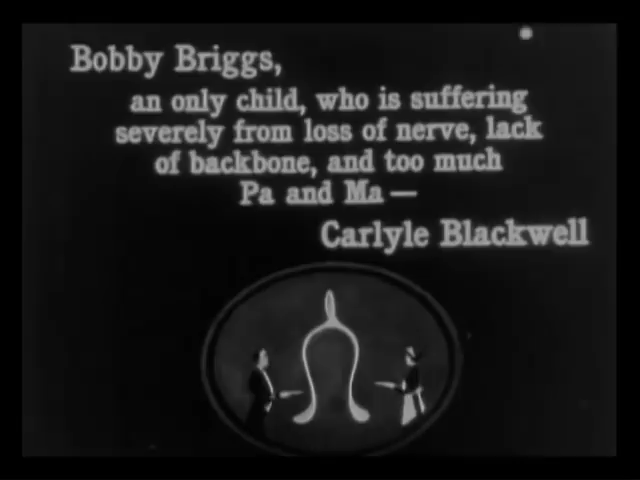 Bobby Briggs,
an only child, who is suffering
severely from loss of nerve, lack
of backbone, and too much
Pa and Ma —
Carlyle Blackwell